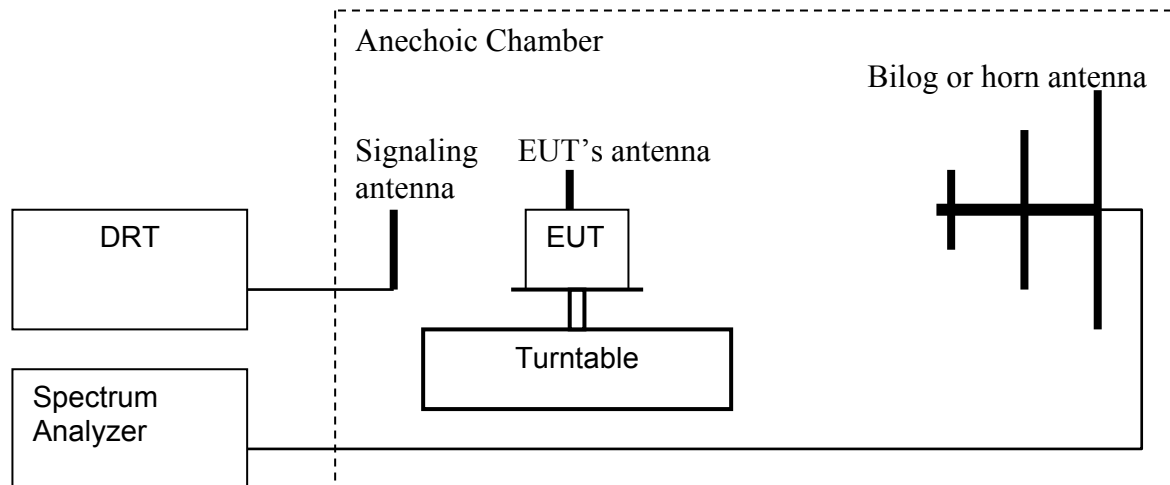 Anechoic Chamber
Bilog or horn antenna
Signaling
antenna
EUT’s antenna
DRT
EUT
Turntable
Spectrum
Analyzer